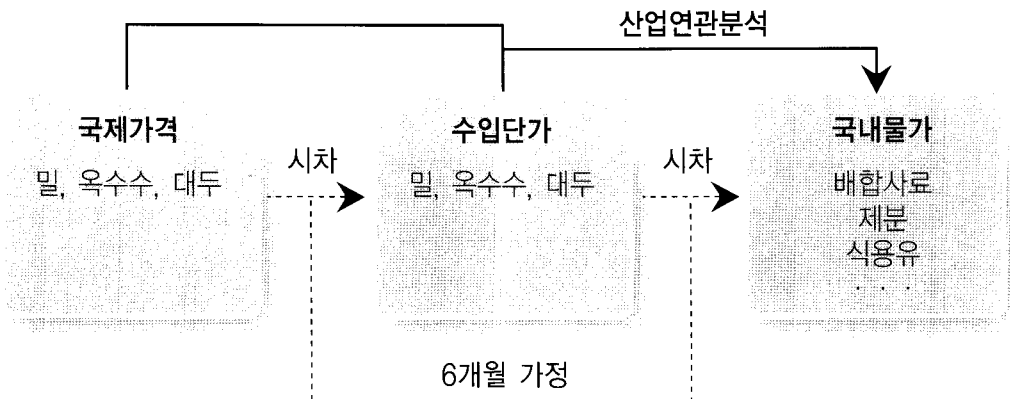 산업연관분석
국제가격
밀, 옥수수, 대두
시차
수입단가
밀, 옥수수, 대두
시차
국내물가
배합사료
제분
식용유
. . .
6개월 가정